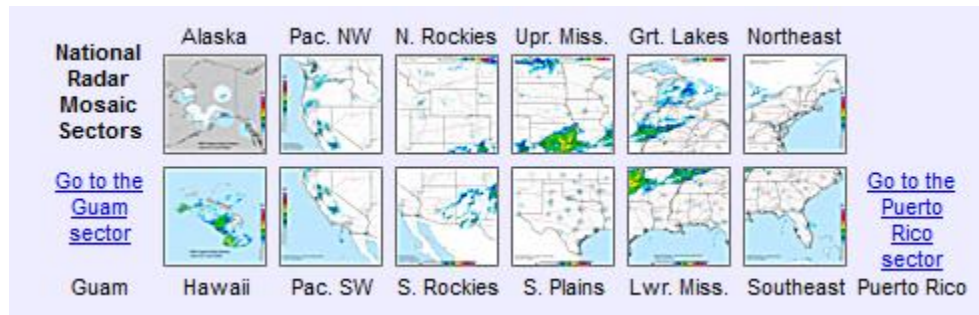 Alaska Pac. NW N. Rockies Upr. Miss. Grt. Lakes Northeast
National
Radar
Mosaic
Sectors
Go to the
Guam
sector
Go to the
Puerto
Rico
sector
Guam Hawaii Pac. SW S. Rockies S. Plains Lwr. Miss. Southeast Puerto Rico